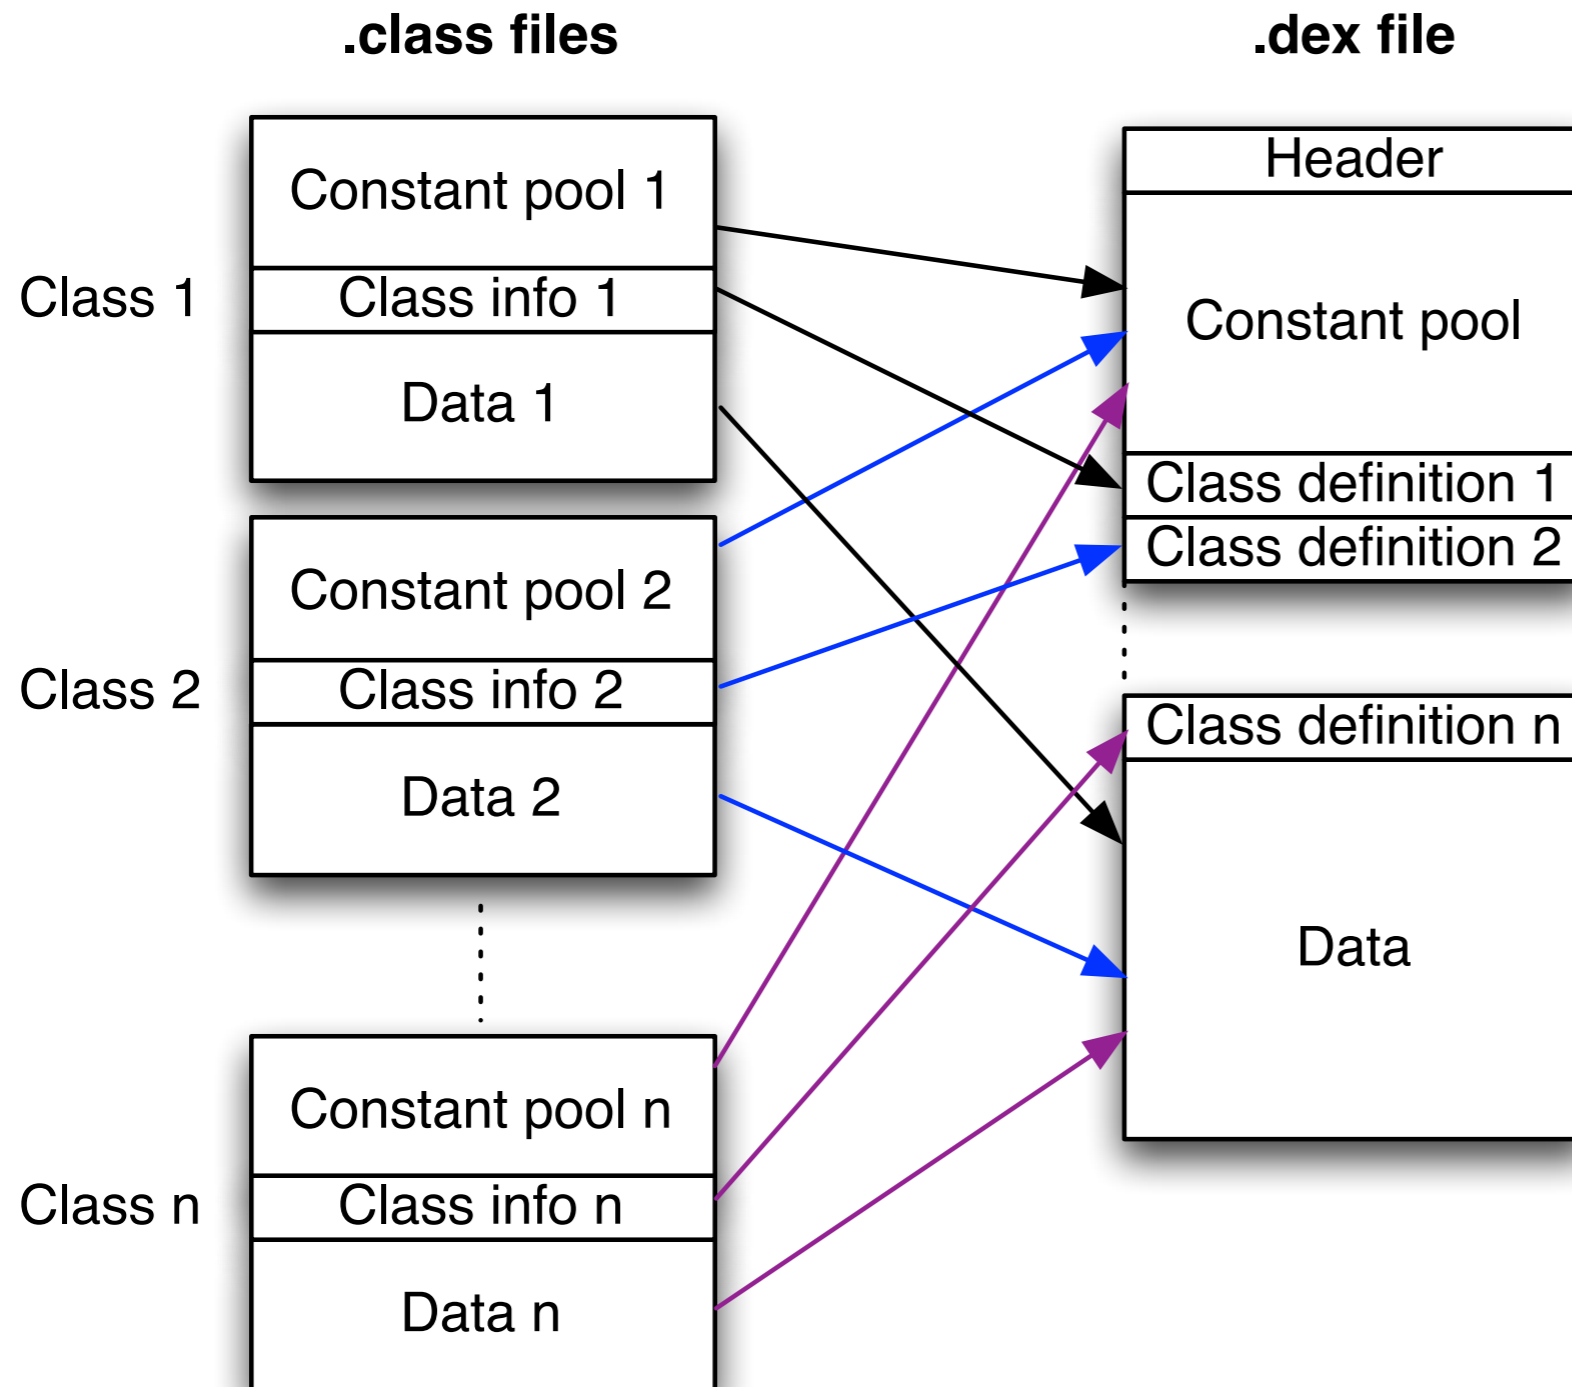 .class files
.dex file
Class 1
Constant pool 1
Class info 1
Data 1
Class 2
Constant pool 2
Class info 2
Data 2
Class n
Constant pool n
Class info n
Data n
Header
Constant pool
Class definition 1
Class definition 2
Class definition n
Data